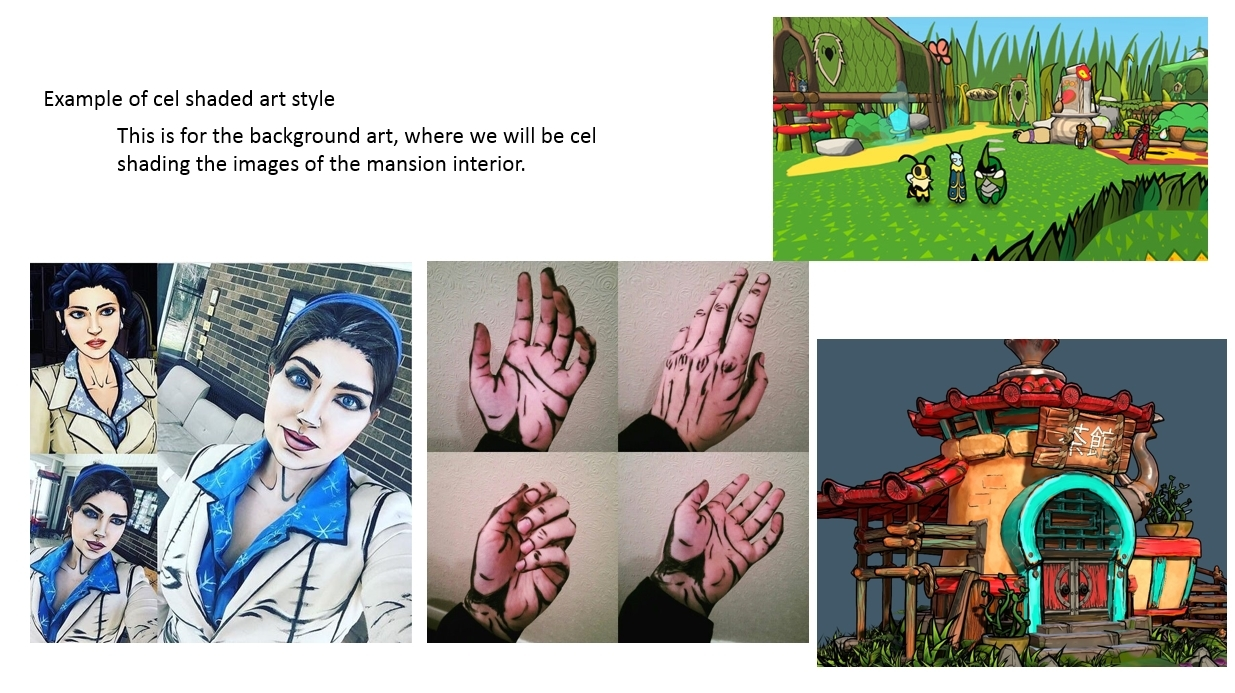 Example of cel shaded art style
This is for the background art, where we will be cel
shading the images of the mansion interior.
茶館